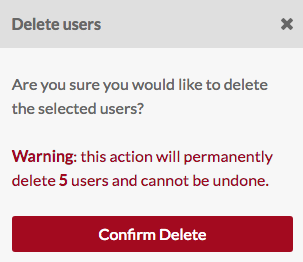 Delete users ×
Are you sure you would like to delete
the selected users?
Warning: this action will permanently
delete 5 users and cannot be undone.
Confirm Delete